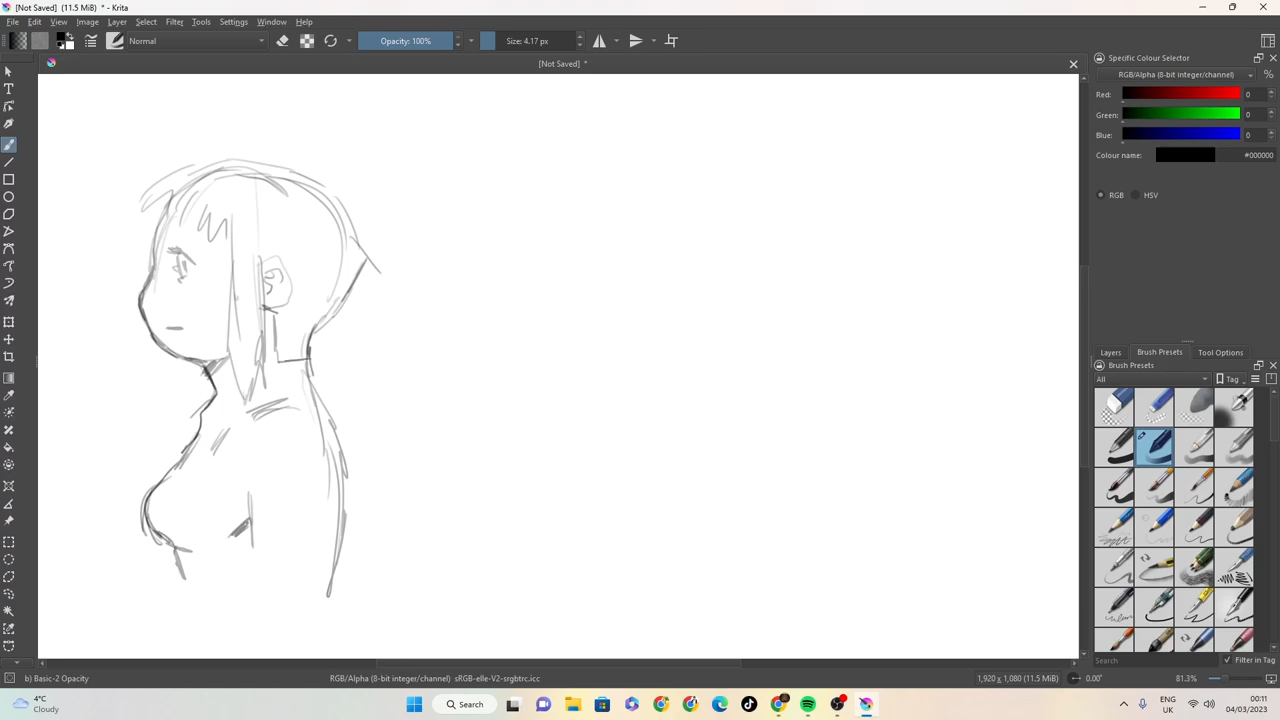 [Not Saved] (11.5 MiB) * - Krita
File Edit View Image Layer Select Filter Tools Settings Window Help
Normal Opacity: 100% Size: 4.17 px
[Not Saved] *
Specific Colour Selector
RGB/Alpha (8-bit integer/channel) %
Red: 0
Green: 0
Blue: 0
Colour name: #000000
RGB HSV
Layers Brush Presets Tool Options
Brush Presets
All Tag
Search Filter in Tag
b) Basic-2 Opacity RGB/Alpha (8-bit integer/channel) sRGB-elle-V2-srgbtrc.icc 1,920 x 1,080 (11.5 MiB) 0.00° 81.3%
4°C
Cloudy
Search
ENG
UK
00:11
04/03/2023